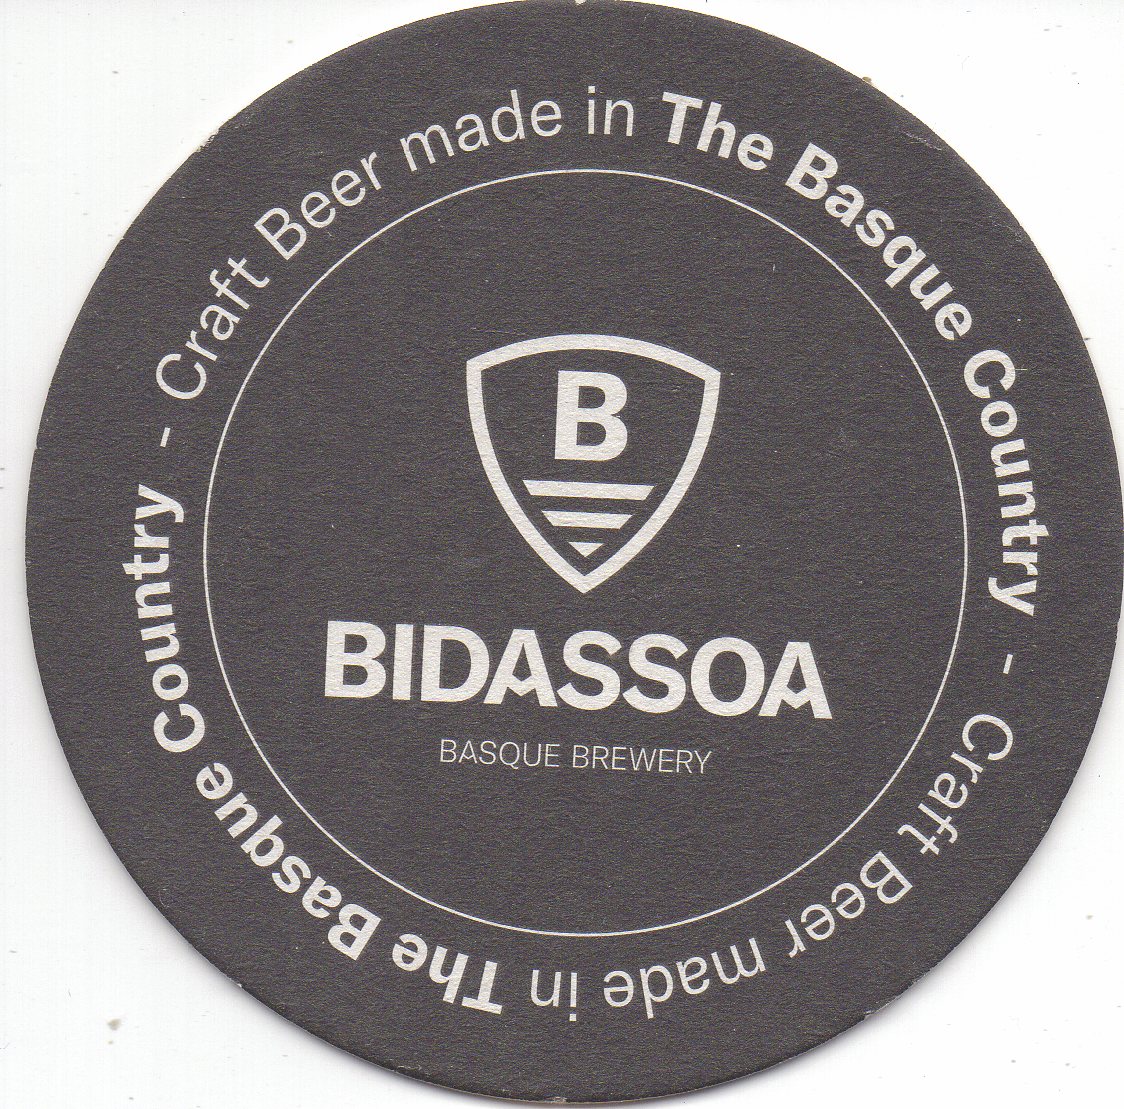 Craft Beer made in The Basque Country - Craft Beer made in The Basque Country -
B
BIDASSOA
BASQUE BREWERY